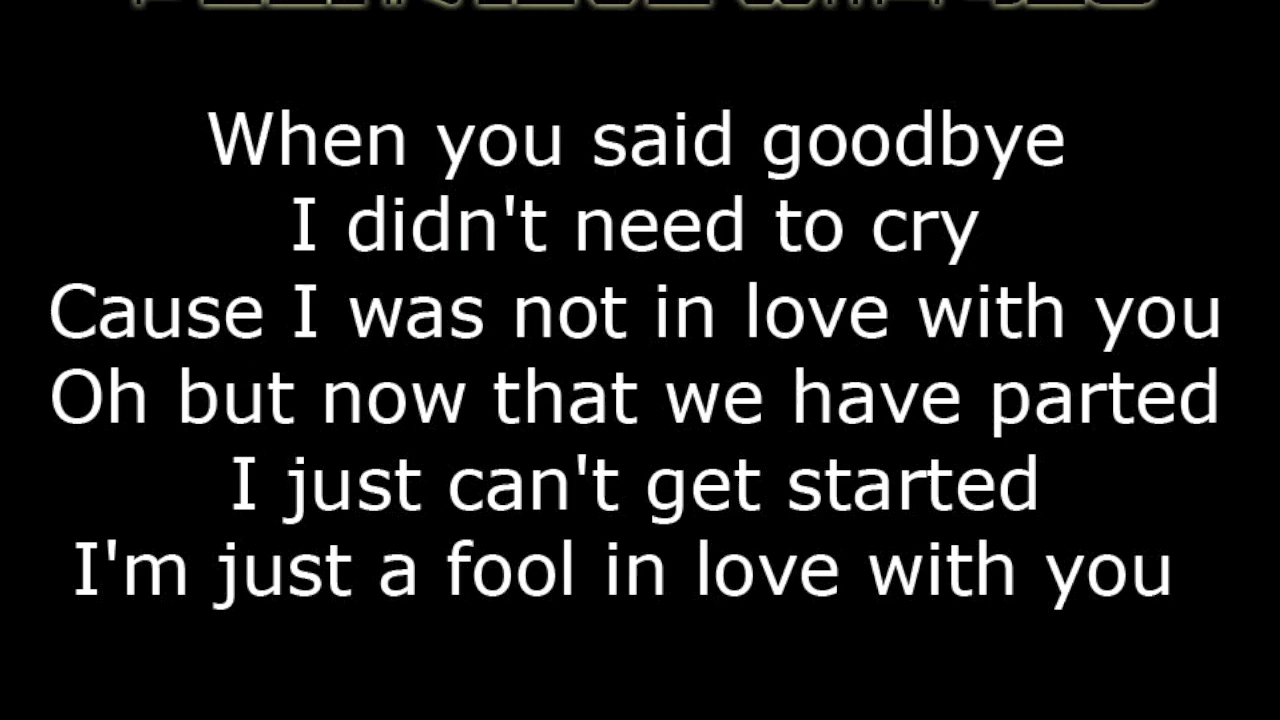 When you said goodbye
I didn't need to cry
Cause I was not in love with you
Oh but now that we have parted
I just can't get started
I'm just a fool in love with you